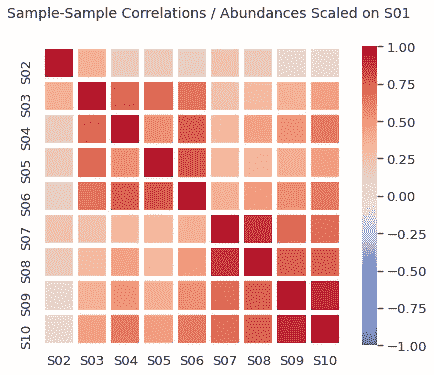 Sample-Sample Correlations / Abundances Scaled on S01
S02
S03
S04
S05
S06
S07
S08
S09
S10
S02 S03 S04 S05 S06 S07 S08 S09 S10
1.00
0.75
0.50
0.25
0.00
−0.25
−0.50
−0.75
−1.00